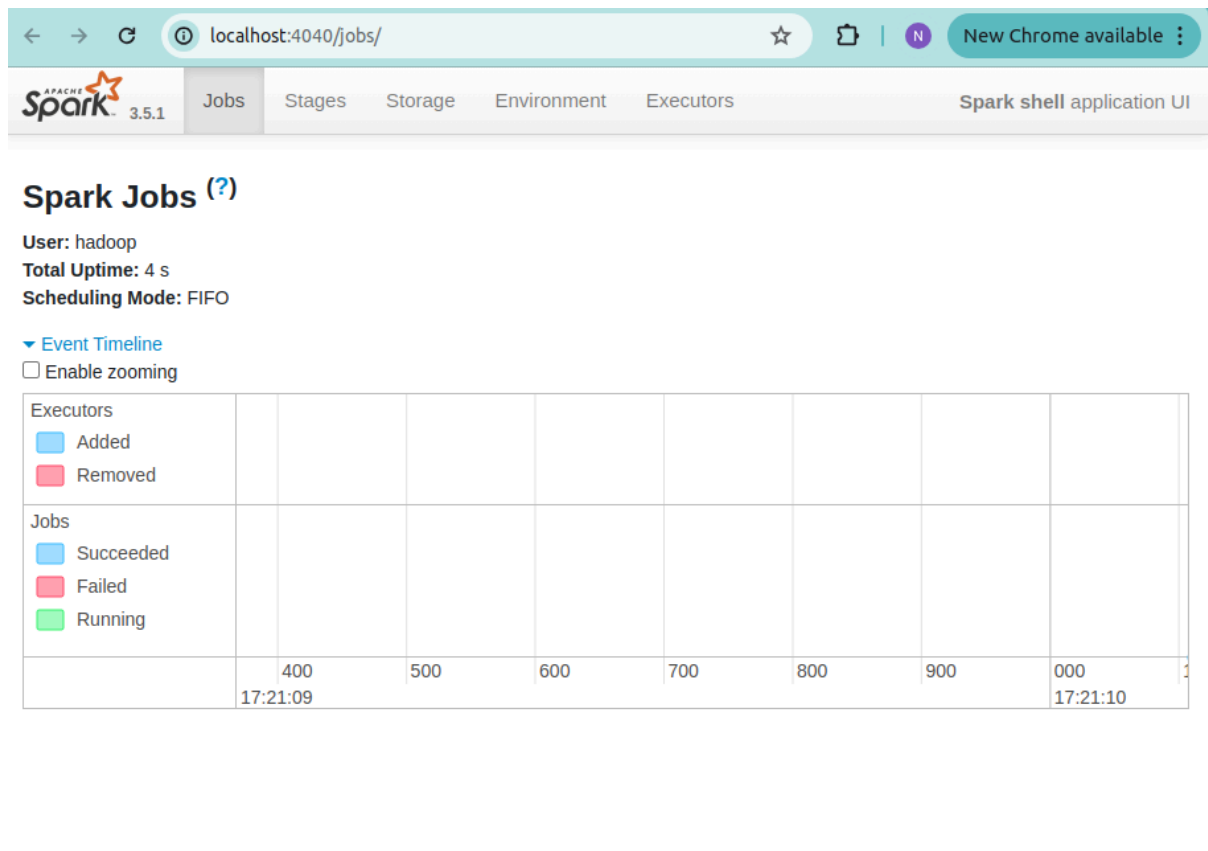 localhost:4040/jobs/
N
New Chrome available
APACHE
Spark™ 3.5.1
Jobs
Stages
Storage
Environment
Executors
Spark shell application UI
Spark Jobs (?)
User: hadoop
Total Uptime: 4 s
Scheduling Mode: FIFO
Event Timeline
Enable zooming
Executors
Added
Removed
Jobs
Succeeded
Failed
Running
400 500 600 700 800 900 000
17:21:09 17:21:10